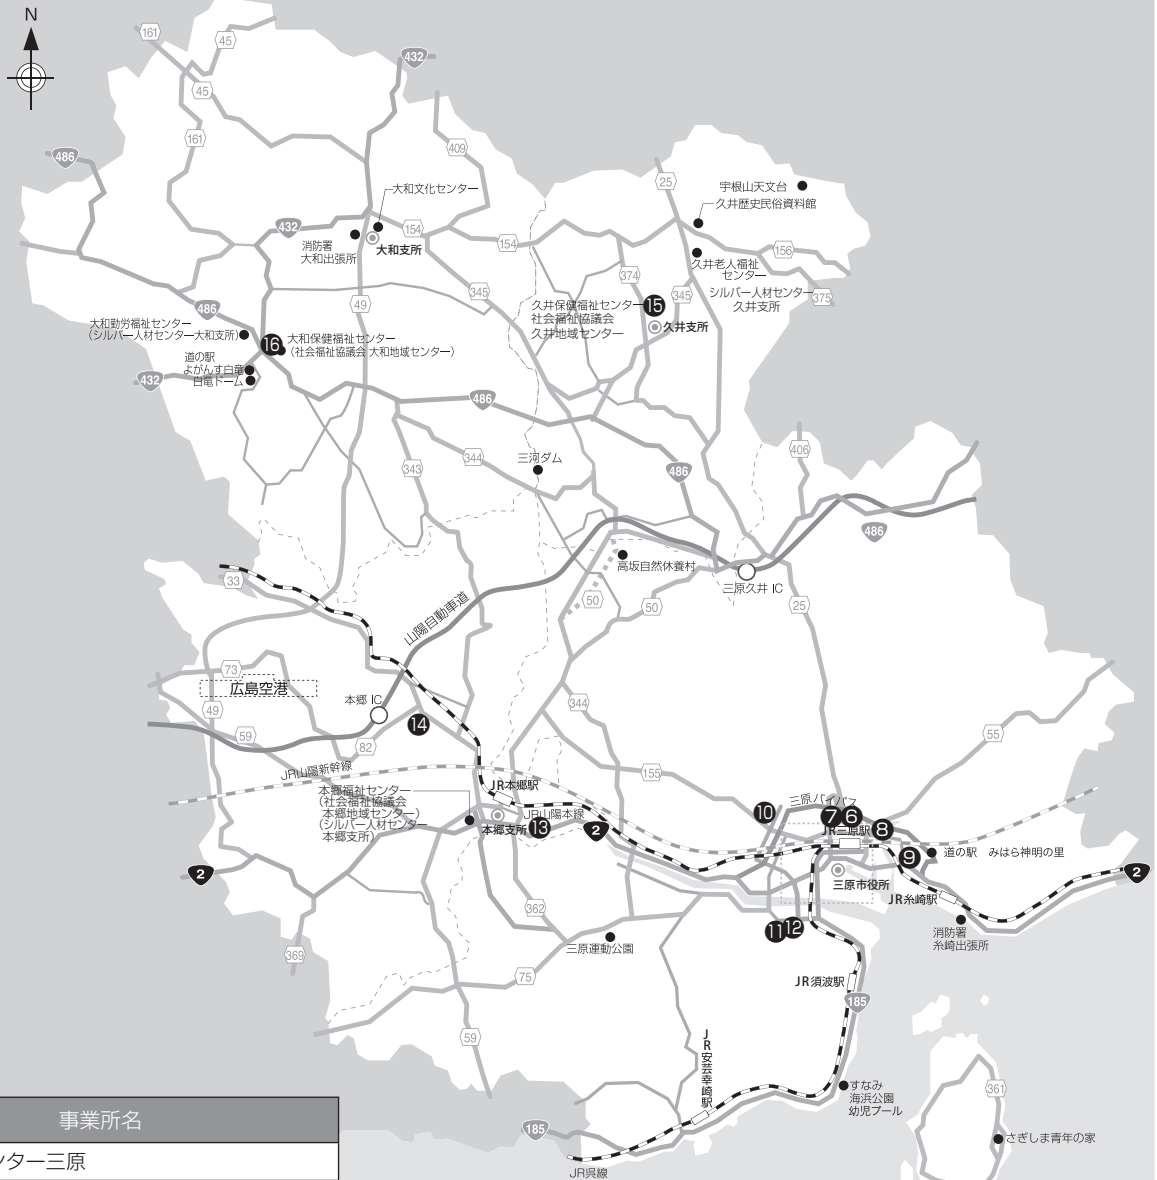 N
161
45
432
45
161
409
486
25
宇根山天文台
大和文化センター
久井歴史民俗資料館
432
154
消防署
大和出張所
大和支所
154
156
久井老人福祉
センター
374
345
49
345
シルバー人材センター
久井支所
375
久井保健福祉センター
社会福祉協議会
久井地域センター
15
久井支所
486
大和勤労福祉センター
(シルバー人材センター大和支所)
16
大和保健福祉センター
(社会福祉協議会 大和地域センター)
道の駅
よがんす白竜
白竜ドーム
432
486
406
343
344
三河ダム
486
486
高坂自然休養村
三原久井 IC
33
50
50
25
山陽自動車道
73
広島空港
本郷 IC
49
14
344
59
82
55
JR山陽新幹線
155
JR本郷駅
本郷福祉センター
(社会福祉協議会
本郷地域センター)
(シルバー人材センター
本郷支所)
本郷支所
JR山陽本線
13
2
10
三原バイパス
7
6
JR三原駅
8
9
道の駅 みはら神明の里
2
三原市役所
JR糸崎駅
2
362
11
12
消防署
糸崎出張所
369
三原運動公園
75
JR須波駅
185
59
JR安芸幸崎駅
すなみ
海浜公園
幼児プール
361
185
さぎしま青年の家
JR呉線
事業所名
ンター三原